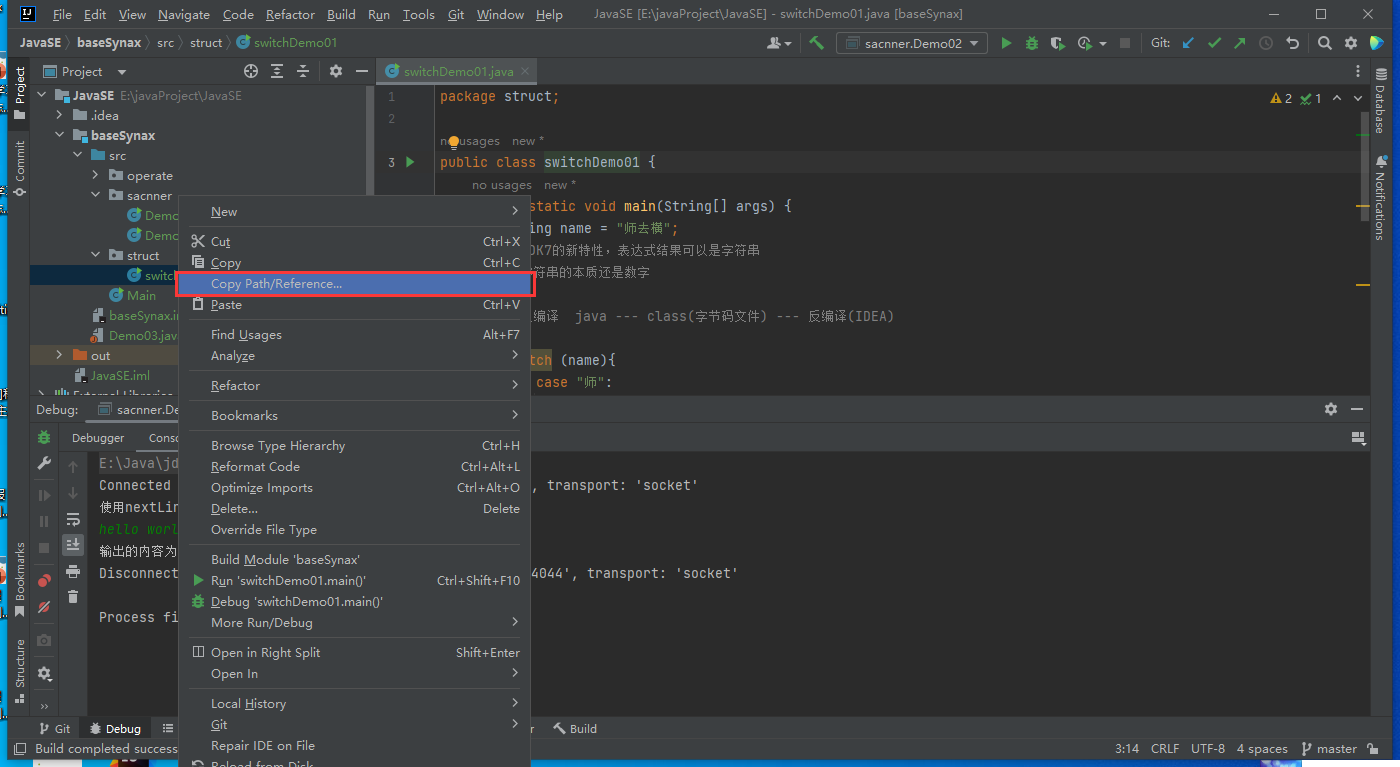 File Edit View Navigate Code Refactor Build Run Tools Git Window Help JavaSE [E:\javaProject\JavaSE] - switchDemo01.java [baseSynax]
JavaSE baseSynax src struct switchDemo01 sacnner.Demo02 Git:
Project
switchDemo01.java
JavaSE E:\javaProject\JavaSE
.idea
baseSynax
src
operate
sacnner
Demo
Demo
struct
switch
Main
baseSynax.i
Demo03.jav
out
JavaSE.iml
External Libraries
1 package struct;
2
usages new *
3 public class switchDemo01 {
no usages new *
static void main(String[] args) {
ing name = "师去横";
DK7的新特性，表达式结果可以是字符串
符串的本质还是数字
编译 java --- class(字节码文件) --- 反编译(IDEA)
tch (name){
case "师":
2 1
Project
Commit
Bookmarks
Structure
Database
Notifications
New
Cut Ctrl+X
Copy Ctrl+C
Copy Path/Reference...
Paste Ctrl+V
Find Usages Alt+F7
Analyze
Refactor
Bookmarks
Browse Type Hierarchy Ctrl+H
Reformat Code Ctrl+Alt+L
Optimize Imports Ctrl+Alt+O
Delete... Delete
Override File Type
Build Module 'baseSynax'
Run 'switchDemo01.main()' Ctrl+Shift+F10
Debug 'switchDemo01.main()'
More Run/Debug
Open in Right Split Shift+Enter
Open In
Local History
Git
Repair IDE on File
Reload from Disk
Debug: sacnner.De
Debugger Conso
E:\Java\jd
Connected , transport: 'socket'
使用nextLin
hello worl
输出的内容为
Disconnect 4044', transport: 'socket'
Process fi
Git Debug Build
Build completed success 3:14 CRLF UTF-8 4 spaces master